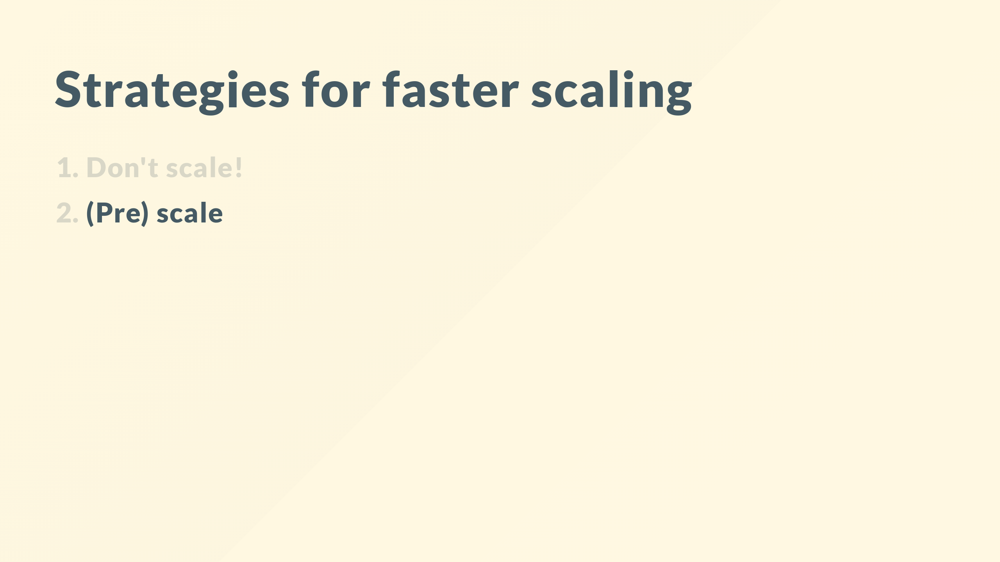 Strategies for faster scaling
1. Don't scale!
2. (Pre) scale